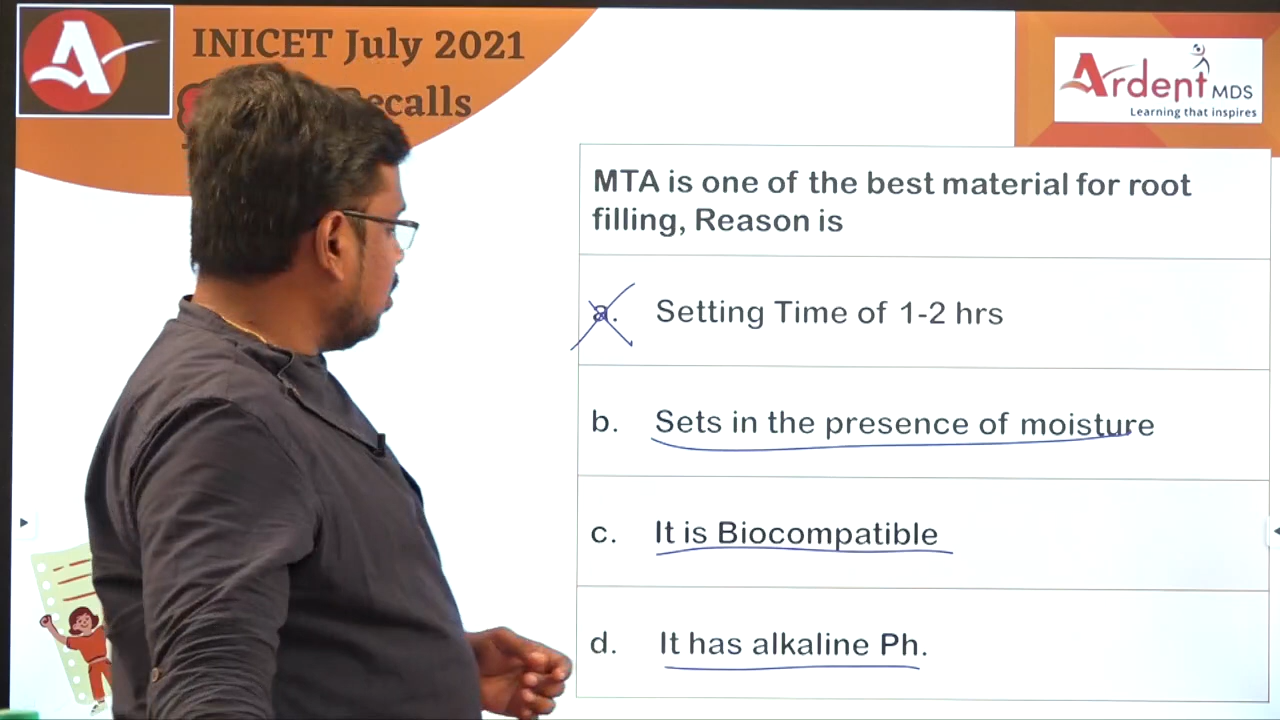 INICET July 2021
ecalls
Ardent MDS
Learning that inspires
MTA is one of the best material for root
filling, Reason is
a. Setting Time of 1-2 hrs
b. Sets in the presence of moisture
c. It is Biocompatible
d. It has alkaline Ph.